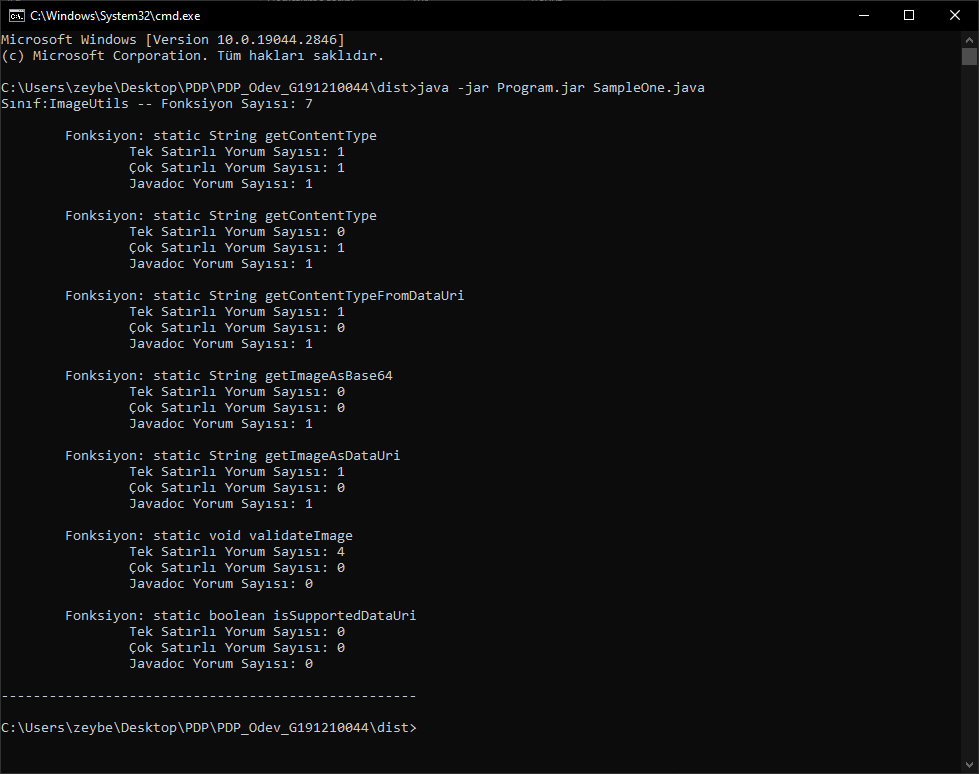 C:\Windows\System32\cmd.exe
Microsoft Windows [Version 10.0.19044.2846]
(c) Microsoft Corporation. Tüm hakları saklıdır.
C:\Users\zeybe\Desktop\PDP\PDP_Odev_G191210044\dist>java -jar Program.jar SampleOne.java
Sınıf:ImageUtils -- Fonksiyon Sayısı: 7
Fonksiyon: static String getContentType
Tek Satırlı Yorum Sayısı: 1
Çok Satırlı Yorum Sayısı: 1
Javadoc Yorum Sayısı: 1
Fonksiyon: static String getContentType
Tek Satırlı Yorum Sayısı: 0
Çok Satırlı Yorum Sayısı: 1
Javadoc Yorum Sayısı: 1
Fonksiyon: static String getContentTypeFromDataUri
Tek Satırlı Yorum Sayısı: 1
Çok Satırlı Yorum Sayısı: 0
Javadoc Yorum Sayısı: 1
Fonksiyon: static String getImageAsBase64
Tek Satırlı Yorum Sayısı: 0
Çok Satırlı Yorum Sayısı: 0
Javadoc Yorum Sayısı: 1
Fonksiyon: static String getImageAsDataUri
Tek Satırlı Yorum Sayısı: 1
Çok Satırlı Yorum Sayısı: 0
Javadoc Yorum Sayısı: 1
Fonksiyon: static void validateImage
Tek Satırlı Yorum Sayısı: 4
Çok Satırlı Yorum Sayısı: 0
Javadoc Yorum Sayısı: 0
Fonksiyon: static boolean isSupportedDataUri
Tek Satırlı Yorum Sayısı: 0
Çok Satırlı Yorum Sayısı: 0
Javadoc Yorum Sayısı: 0
----------------------------------------------------
C:\Users\zeybe\Desktop\PDP\PDP_Odev_G191210044\dist>